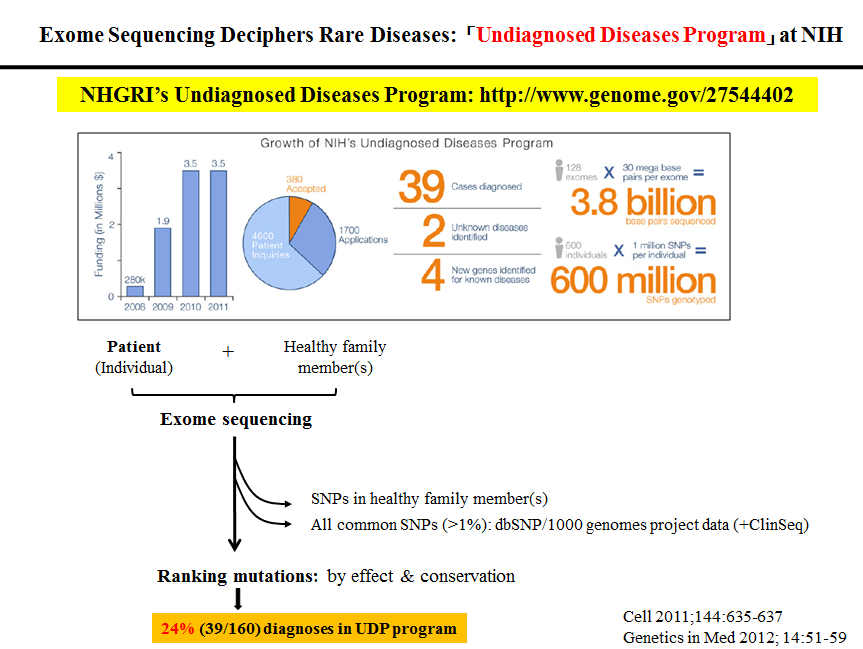 Exome Sequencing Deciphers Rare Diseases: 「Undiagnosed Diseases Program」at NIH
NHGRI’s Undiagnosed Diseases Program: http://www.genome.gov/27544402
Growth of NIH's Undiagnosed Diseases Program
Funding (in Millions $)
4
2
0
280k
1.9
3.5
3.5
2008 2009 2010 2011
380
Accepted
4600
Patient
Inquiries
1700
Applications
39 Cases diagnosed
2 Unknown diseases
identified
4 New genes identified
for known diseases
128
exomes
X
30 mega base
pairs per exome
=
3.8 billion
base pairs sequenced
600
individuals
X
1 million SNPs
per individual
=
600 million
SNPs genotyped
Patient
(Individual)
+
Healthy family
member(s)
Exome sequencing
SNPs in healthy family member(s)
All common SNPs (>1%): dbSNP/1000 genomes project data (+ClinSeq)
Ranking mutations: by effect & conservation
24% (39/160) diagnoses in UDP program
Cell 2011;144:635-637
Genetics in Med 2012; 14:51-59